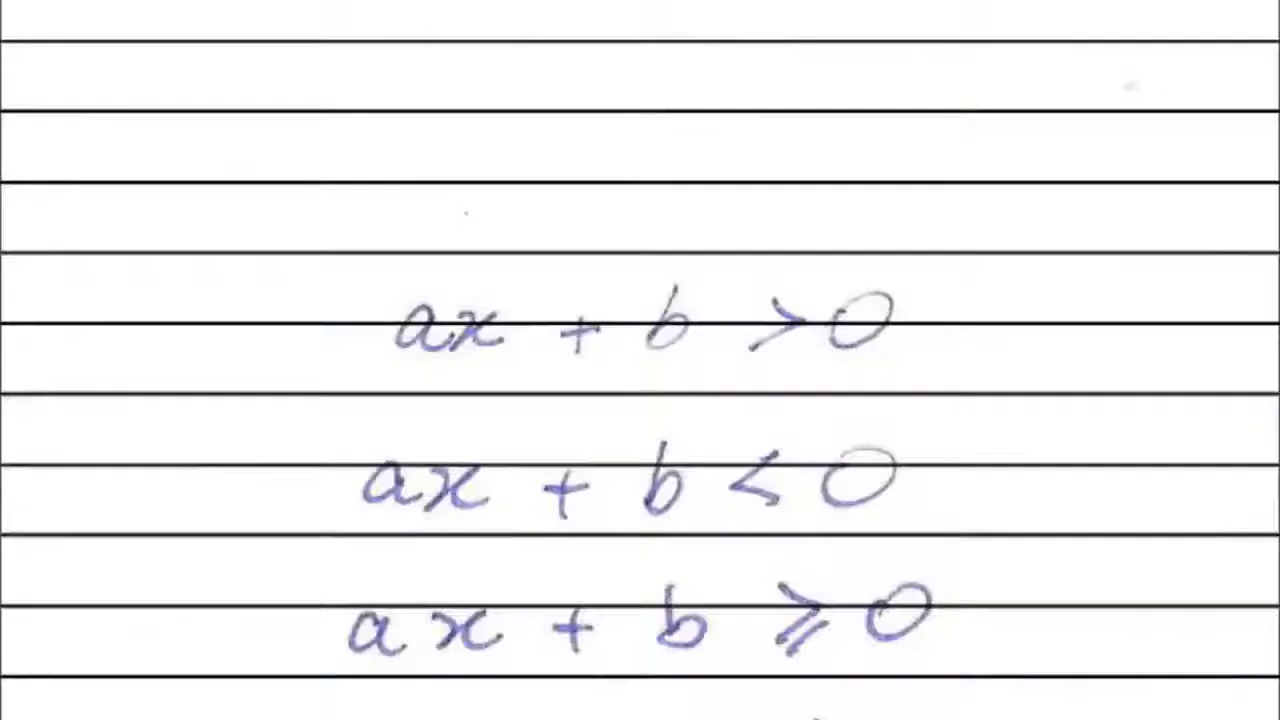 ax + b > 0
ax + b < 0
ax + b ⩾ 0